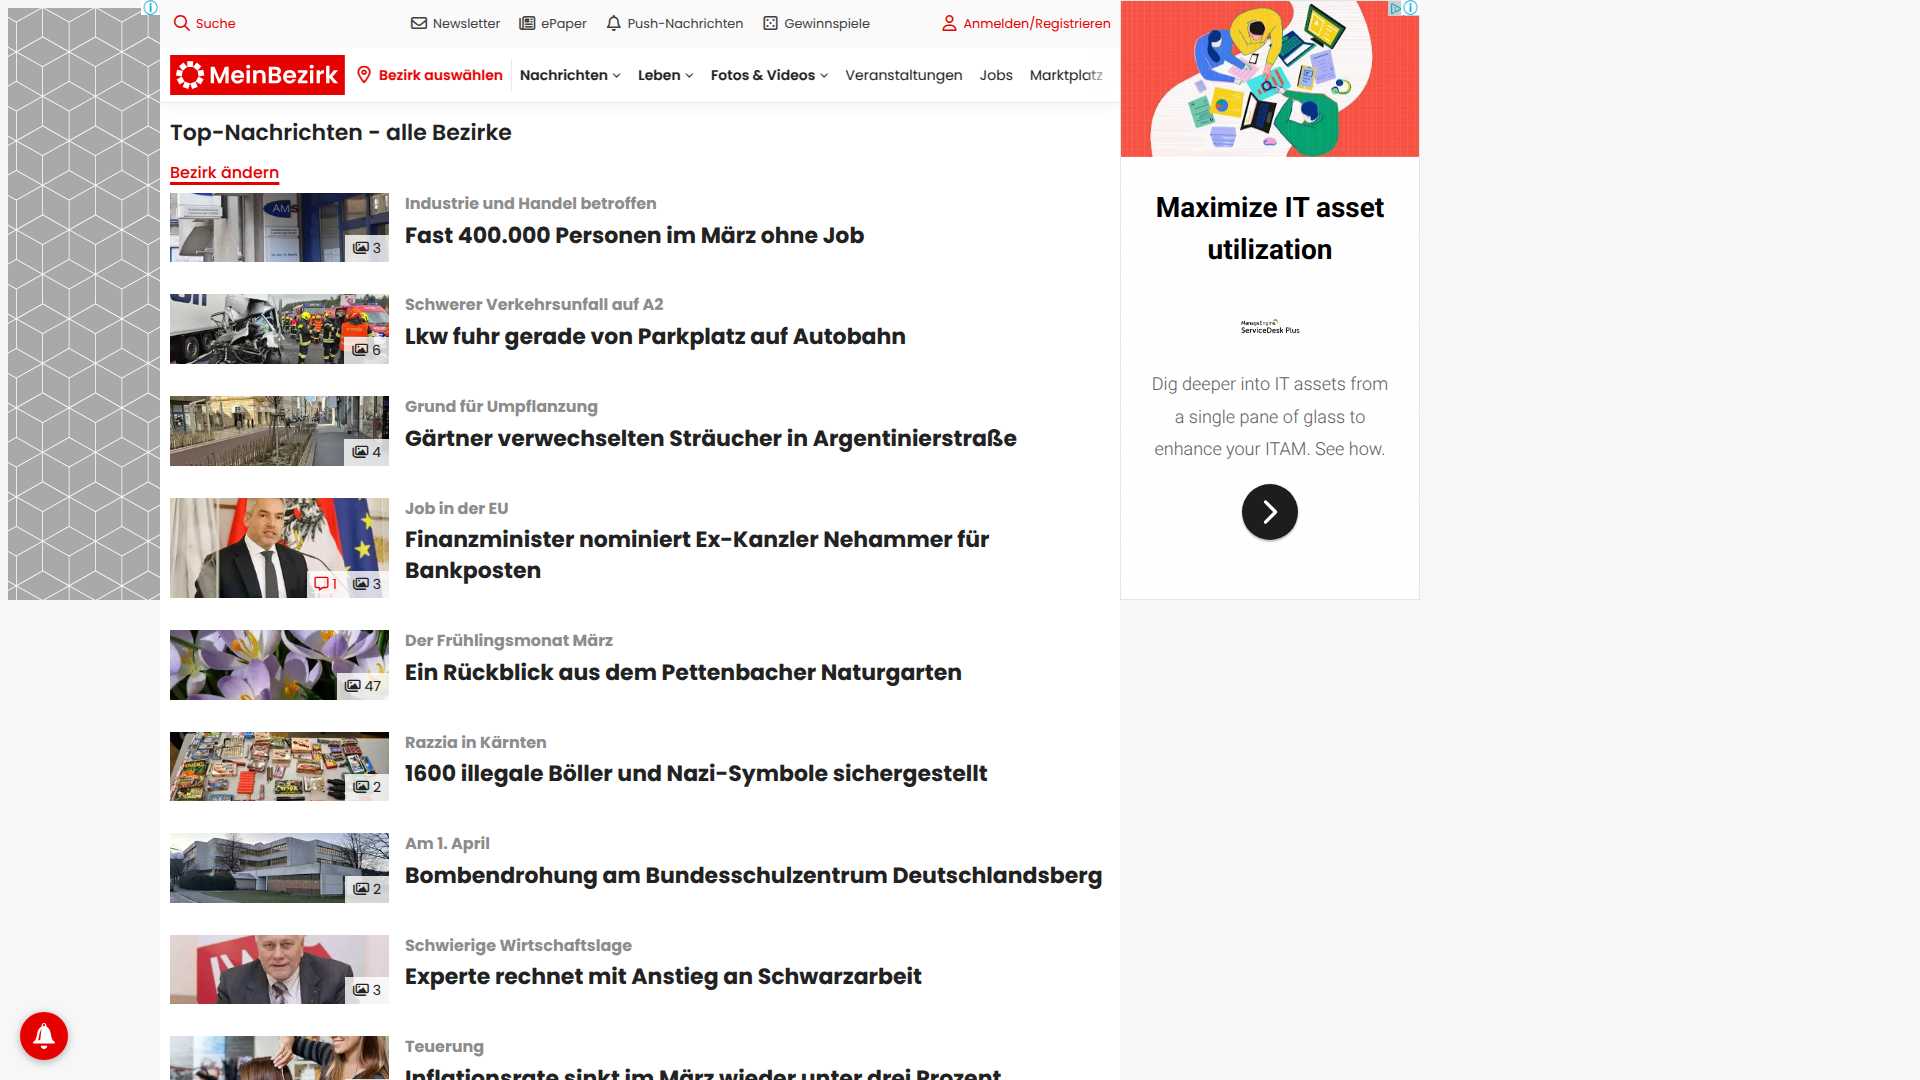 Suche
Newsletter
ePaper
Push-Nachrichten
Gewinnspiele
Anmelden/Registrieren
MeinBezirk
Bezirk auswählen
Nachrichten
Leben
Fotos & Videos
Veranstaltungen
Jobs
Marktplatz
Top-Nachrichten - alle Bezirke
Bezirk ändern
AMS
3
Industrie und Handel betroffen
Fast 400.000 Personen im März ohne Job
6
Schwerer Verkehrsunfall auf A2
Lkw fuhr gerade von Parkplatz auf Autobahn
4
Grund für Umpflanzung
Gärtner verwechselten Sträucher in Argentinierstraße
1
3
Job in der EU
Finanzminister nominiert Ex-Kanzler Nehammer für
Bankposten
47
Der Frühlingsmonat März
Ein Rückblick aus dem Pettenbacher Naturgarten
2
Razzia in Kärnten
1600 illegale Böller und Nazi-Symbole sichergestellt
2
Am 1. April
Bombendrohung am Bundesschulzentrum Deutschlandsberg
3
Schwierige Wirtschaftslage
Experte rechnet mit Anstieg an Schwarzarbeit
Teuerung
Inflationsrate sinkt im März wieder unter drei Prozent
Maximize IT asset
utilization
ManageEngine
ServiceDesk Plus
Dig deeper into IT assets from
a single pane of glass to
enhance your ITAM. See how.